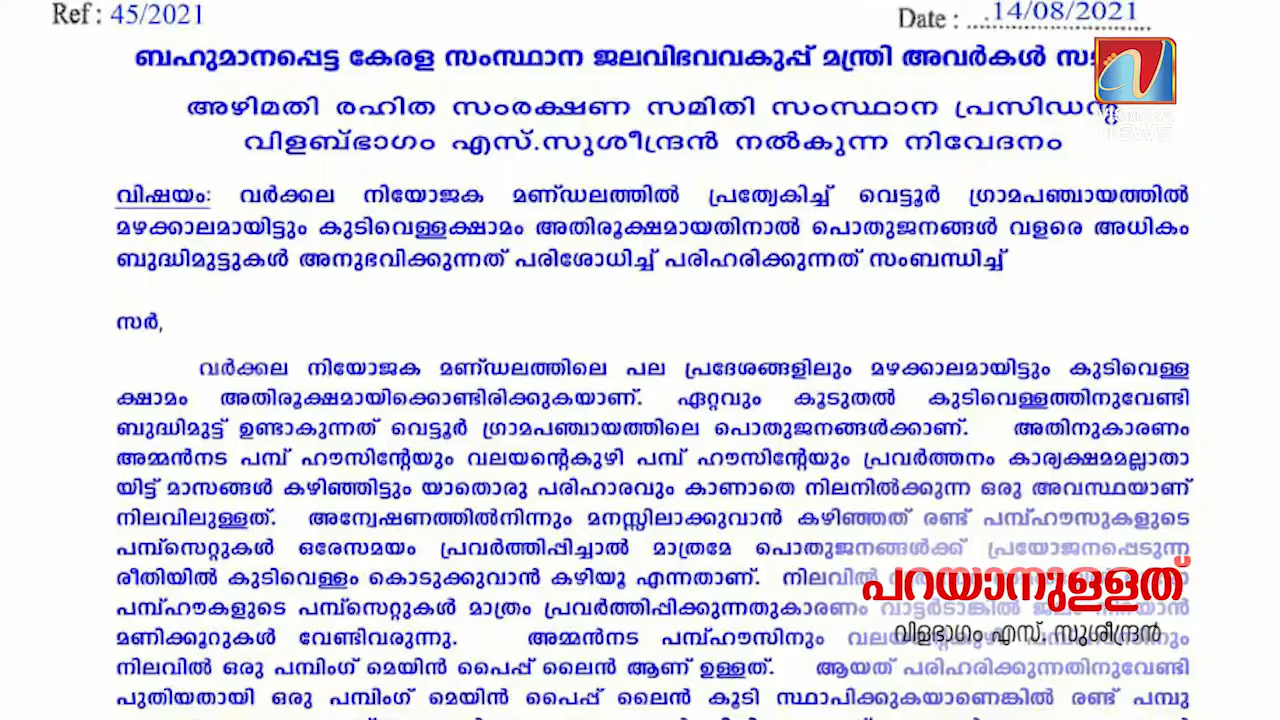 Ref : 45/2021
Date : ....14/08/2021
ബഹുമാനപ്പെട്ട കേരള സംസ്ഥാന ജലവിഭവവകുപ്പ് മന്ത്രി അവർകൾ
അഴിമതി രഹിത സംരക്ഷണ സമിതി സംസ്ഥാന പ്രസിഡന്റ
വിളബ്ഭാഗം എസ്.സുശീന്ദ്രൻ നൽകുന്ന നിവേദനം
NEWS
വിഷയം: വർക്കല നിയോജക മണ്ഡലത്തിൽ പ്രത്യേകിച്ച് വെട്ടൂർ ഗ്രാമപഞ്ചായത്തിൽ
മഴക്കാലമായിട്ടും കുടിവെള്ളക്ഷാമം അതിരൂക്ഷമായതിനാൽ പൊതുജനങ്ങൾ വളരെ അധികം
ബുദ്ധിമുട്ടുകൾ അനുഭവിക്കുന്നത് പരിശോധിച്ച് പരിഹരിക്കുന്നത് സംബന്ധിച്ച്
സർ,
വർക്കല നിയോജക മണ്ഡലത്തിലെ പല പ്രദേശങ്ങളിലും മഴക്കാലമായിട്ടും കുടിവെള്ള
ക്ഷാമം അതിരൂക്ഷമായിക്കൊണ്ടിരിക്കുകയാണ്. ഏറ്റവും കൂടുതൽ കുടിവെള്ളത്തിനുവേണ്ടി
ബുദ്ധിമുട്ട് ഉണ്ടാകുന്നത് വെട്ടൂർ ഗ്രാമപഞ്ചായത്തിലെ പൊതുജനങ്ങൾക്കാണ്. അതിനുകാരണം
അമ്മൻനട പമ്പ് ഹൗസിന്റേയും വലയന്റെകുഴി പമ്പ് ഹൗസിന്റേയും പ്രവർത്തനം കാര്യക്ഷമമല്ലാതാ
യിട്ട് മാസങ്ങൾ കഴിഞ്ഞിട്ടും യാതൊരു പരിഹാരവും കാണാതെ നിലനിൽക്കുന്ന ഒരു അവസ്ഥയാണ്
നിലവിലുള്ളത്. അന്വേഷണത്തിൽനിന്നും മനസ്സിലാക്കുവാൻ കഴിഞ്ഞത് രണ്ട് പമ്പ്ഹൗസുകളുടെ
പമ്പ്സെറ്റുകൾ ഒരേസമയം പ്രവർത്തിപ്പിച്ചാൽ മാത്രമേ പൊതുജനങ്ങൾക്ക് പ്രയോജനപ്പെടുന്ന
രീതിയിൽ കുടിവെള്ളം കൊടുക്കുവാൻ കഴിയൂ എന്നതാണ്. നിലവിൽ
പറയാനുള്ളത്
പമ്പ്ഹൗകളുടെ പമ്പ്സെറ്റുകൾ മാത്രം പ്രവർത്തിപ്പിക്കുന്നതുകാരണം വാട്ടർടാങ്കിൽ
വിളഭാഗം എസ്. സുശീന്ദ്രൻ
മണിക്കൂറുകൾ വേണ്ടിവരുന്നു. അമ്മൻനട പമ്പ്ഹൗസിനും
നിലവിൽ ഒരു പമ്പിംഗ് മെയിൻ പൈപ്പ് ലൈൻ ആണ് ഉള്ളത്. ആയത് പരിഹരിക്കുന്നതിനുവേണ്ടി
പുതിയതായി ഒരു പമ്പിംഗ് മെയിൻ പൈപ്പ് ലൈൻ കൂടി സ്ഥാപിക്കുകയാണെങ്കിൽ രണ്ട് പമ്പു